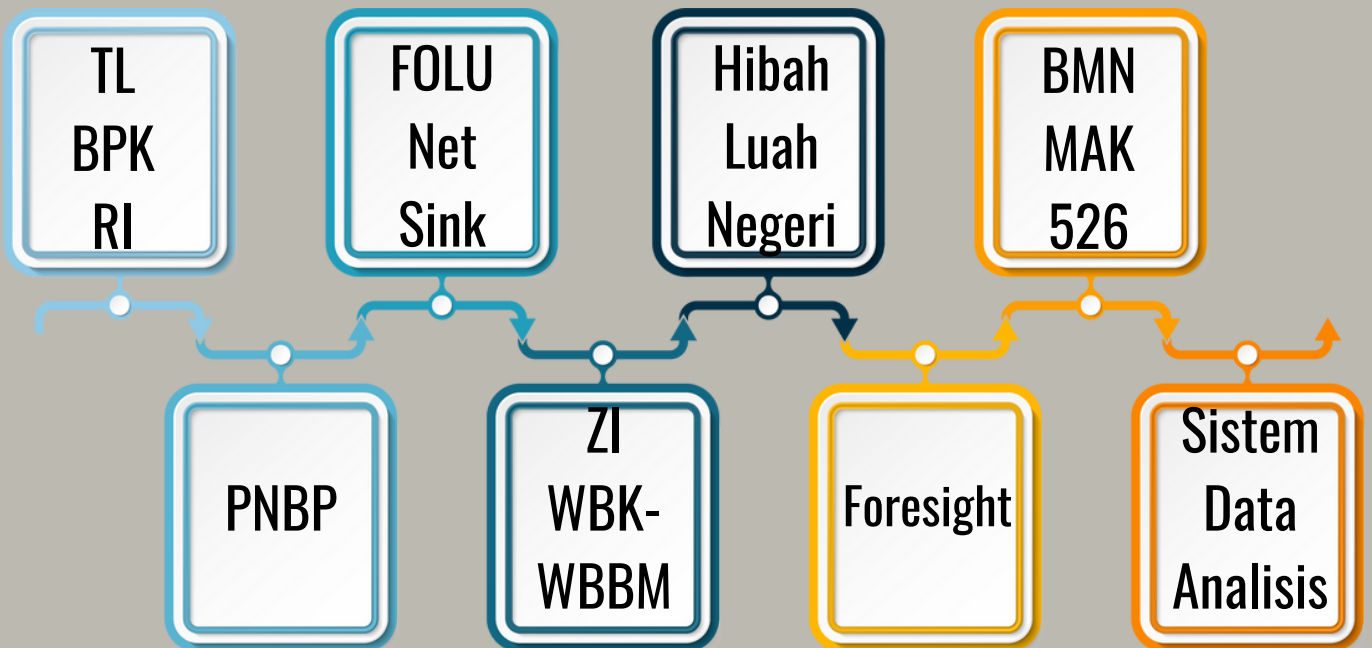 TL
BPK
RI
PNBP
FOLU
Net
Sink
ZI
WBK-
WBBM
Hibah
Luah
Negeri
Foresight
BMN
MAK
526
Sistem
Data
Analisis